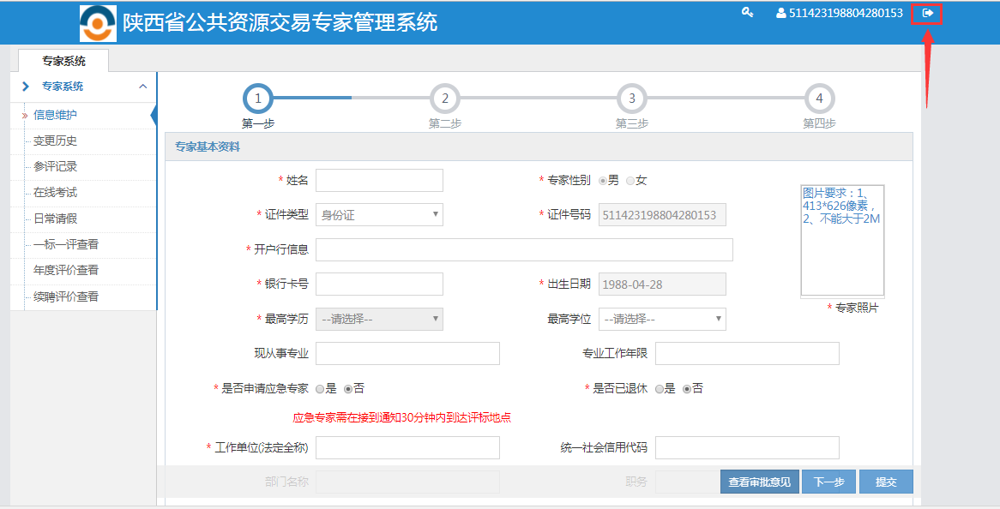 陕西省公共资源交易专家管理系统
511423198804280153
专家系统
专家系统
信息维护
变更历史
参评记录
在线考试
日常请假
一标一评查看
年度评价查看
续聘评价查看
1 2 3 4
第一步 第二步 第三步 第四步
专家基本资料
* 姓名
* 专家性别 男 女
* 证件类型 身份证
* 证件号码 511423198804280153
图片要求：1、
413*626像素，
2、不能大于2M
* 开户行信息
* 银行卡号
* 出生日期 1988-04-28
* 专家照片
* 最高学历 --请选择--
最高学位 --请选择--
现从事专业
专业工作年限
* 是否申请应急专家 是 否
* 是否已退休 是 否
应急专家需在接到通知30分钟内到达评标地点
* 工作单位(法定全称)
统一社会信用代码
部门名称
职务
查看审批意见 下一步 提交